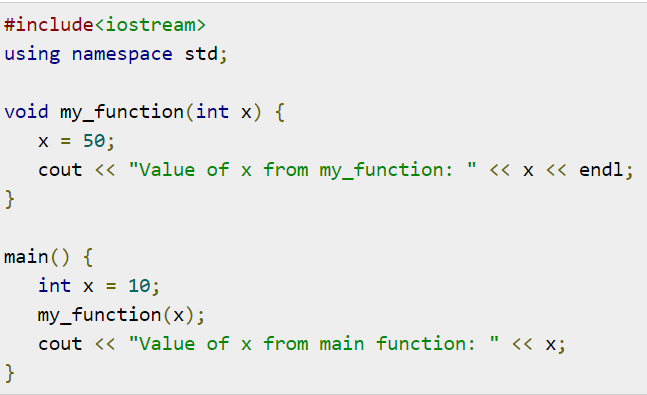 #include<iostream>
using namespace std;
void my_function(int x) {
x = 50;
cout << "Value of x from my_function: " << x << endl;
}
main() {
int x = 10;
my_function(x);
cout << "Value of x from main function: " << x;
}